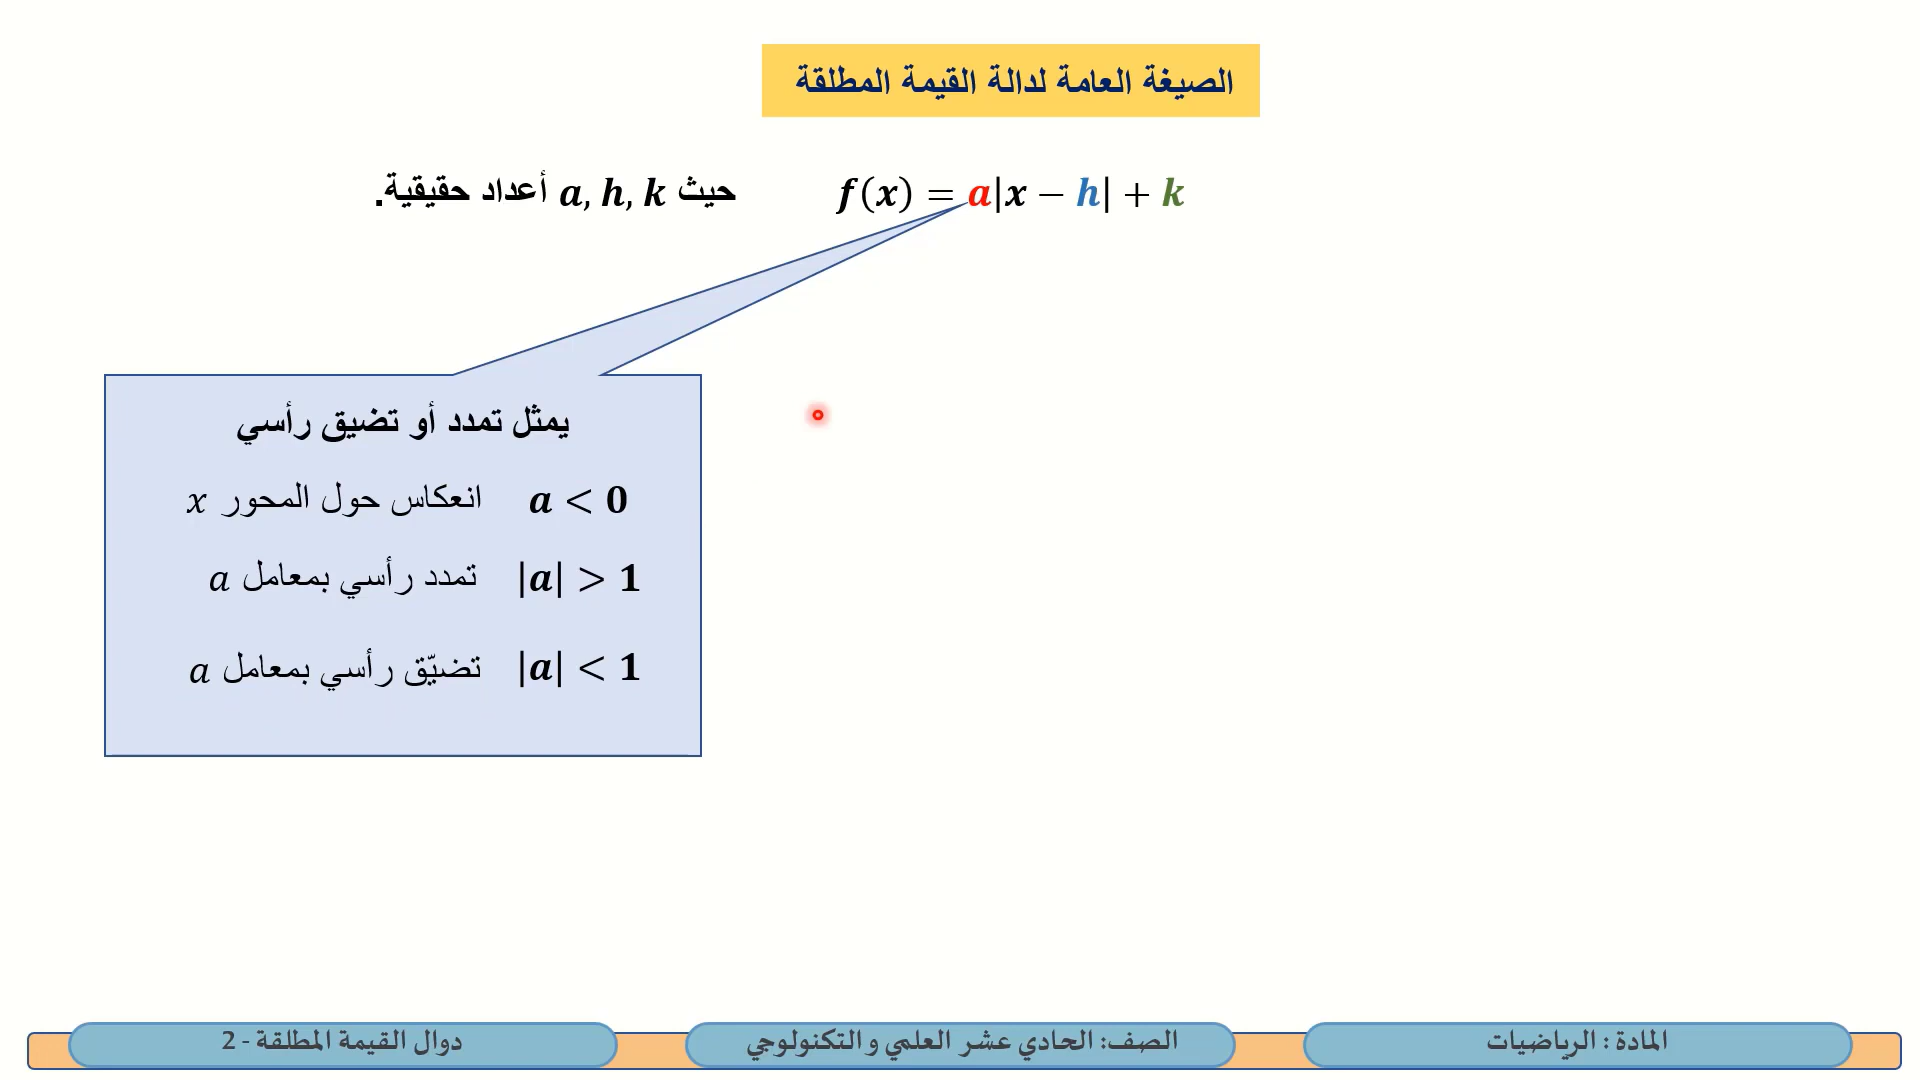 الصيغة العامة لدالة القيمة المطلقة
f(x) = a|x − h| + k حيث a, h, k أعداد حقيقية.
يمثل تمدد أو تضيق رأسي
a < 0 انعكاس حول المحور x
|a| > 1 تمدد رأسي بمعامل a
|a| < 1 تضيّق رأسي بمعامل a
المادة : الرياضيات
الصف: الحادي عشر العلمي و التكنولوجي
دوال القيمة المطلقة - 2